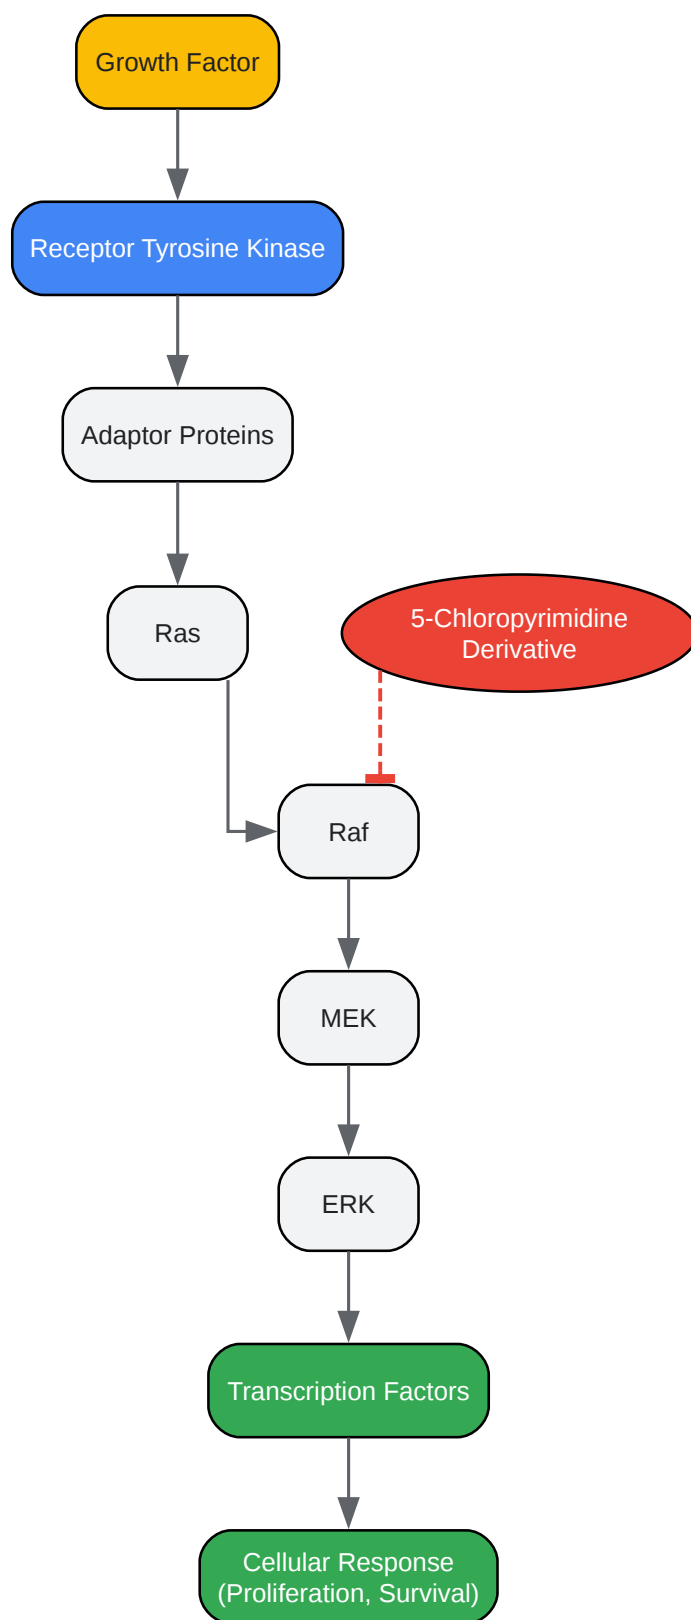 Growth Factor
Receptor Tyrosine Kinase
Adaptor Proteins
Ras
5-Chloropyrimidine
Derivative
Raf
MEK
ERK
Transcription Factors
Cellular Response
(Proliferation, Survival)